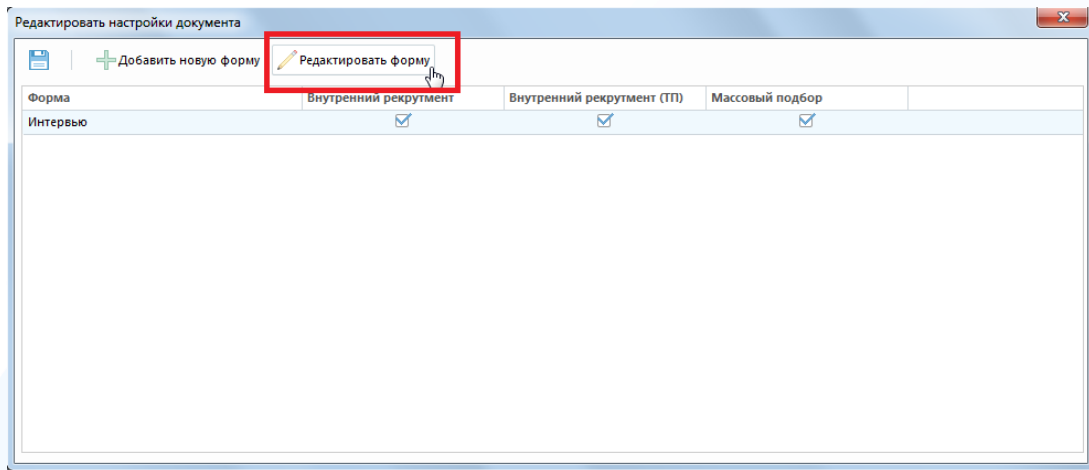 Редактировать настройки документа
Добавить новую форму Редактировать форму
Форма Внутренний рекрутмент Внутренний рекрутмент (ТП) Массовый подбор
Интервью